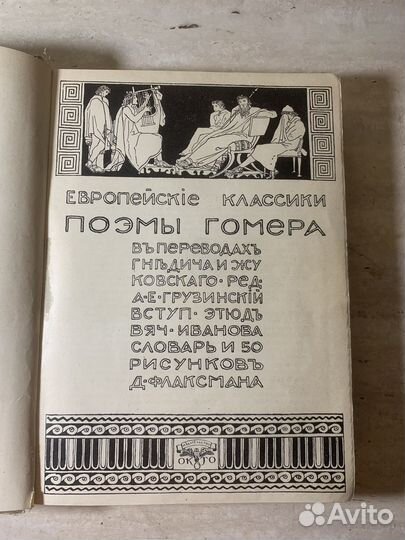 ЕВРОПЕЙСКІЕ КЛАССИКИ
ПОЭМЫ ГОМЕРА
ВЪ ПЕРЕВОДАХЪ
ГНѢДИЧА И ЖУ
КОВСКАГО · РЕД:
А · Е · ГРУЗИНСКІЙ
ВСТУП · ЭТЮДЪ
ВЯЧ · ИВАНОВА
СЛОВАРЬ И 50
РИСУНКОВЪ
Д · ФЛАКСМАНА
ОКТО
Avito